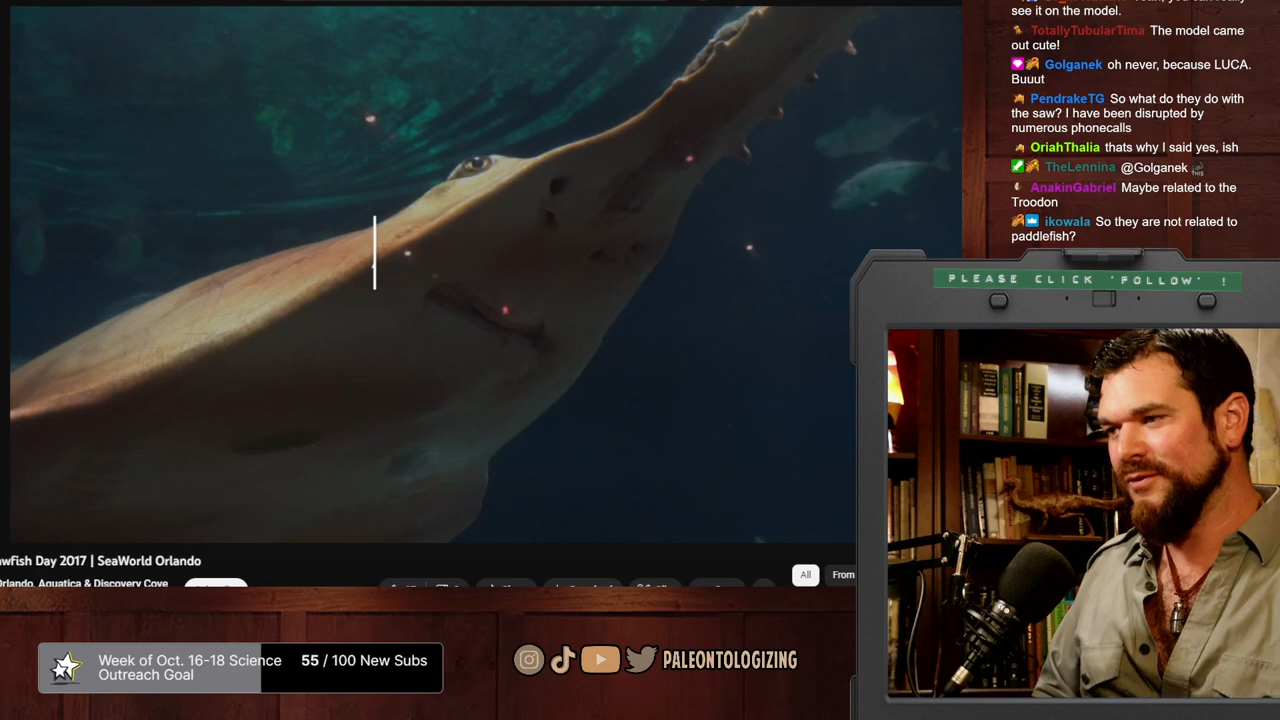 see it on the model.
TotallyTubularTima The model came
out cute!
Golganek oh never, because LUCA.
Buuut
PendrakeTG So what do they do with
the saw? I have been disrupted by
numerous phonecalls
OriahThalia thats why I said yes, ish
TheLennina @Golganek
AnakinGabriel Maybe related to the
Troodon
ikowala So they are not related to
paddlefish?
PLEASE CLICK "FOLLOW" !
awfish Day 2017 | SeaWorld Orlando
Orlando, Aquatica & Discovery Cove
All From
Week of Oct. 16-18 Science
Outreach Goal
55 / 100 New Subs
PALEONTOLOGIZING